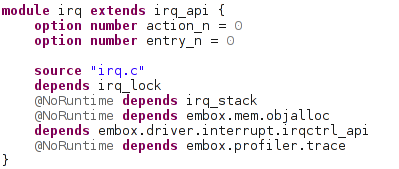 module irq extends irq_api {
    option number action_n = 0
    option number entry_n = 0

    source "irq.c"
    depends irq_lock
    @NoRuntime depends irq_stack
    @NoRuntime depends embox.mem.objalloc
    depends embox.driver.interrupt.irqctrl_api
    @NoRuntime depends embox.profiler.trace
}